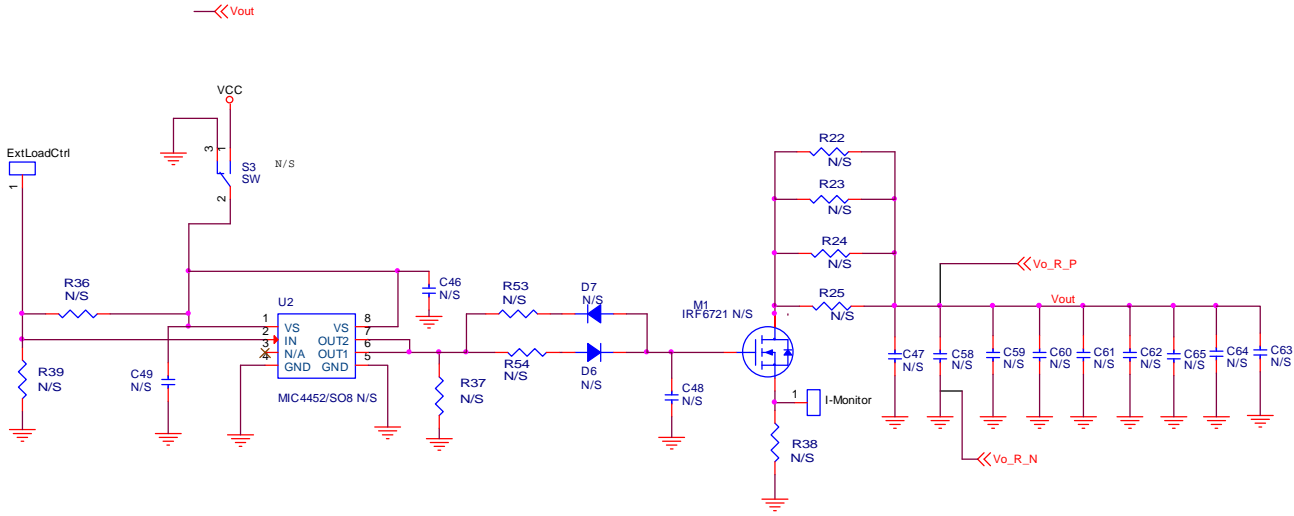 Vout
VCC
3
1
S3
SW
N/S
2
ExtLoadCtrl
1
R36
N/S
R39
N/S
C49
N/S
U2
1
2
3
4
VS
IN
N/A
GND
VS
OUT2
OUT1
GND
8
7
6
5
MIC4452/SO8 N/S
C46
N/S
R53
N/S
D7
N/S
R54
N/S
D6
N/S
R37
N/S
C48
N/S
M1
IRF6721 N/S
R22
N/S
R23
N/S
R24
N/S
R25
N/S
1
I-Monitor
R38
N/S
Vo_R_P
Vout
C47
N/S
C58
N/S
C59
N/S
C60
N/S
C61
N/S
C62
N/S
C65
N/S
C64
N/S
C63
N/S
Vo_R_N